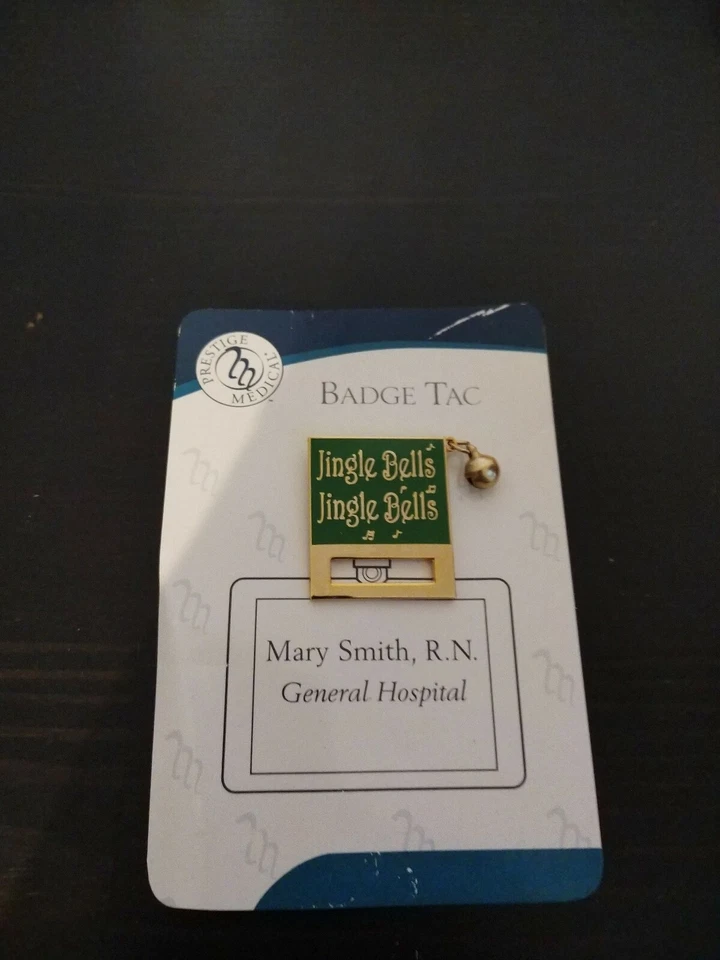 PRESTIGE
MEDICAL
BADGE TAC
Jingle Bells
Jingle Bells
Mary Smith, R.N.
General Hospital